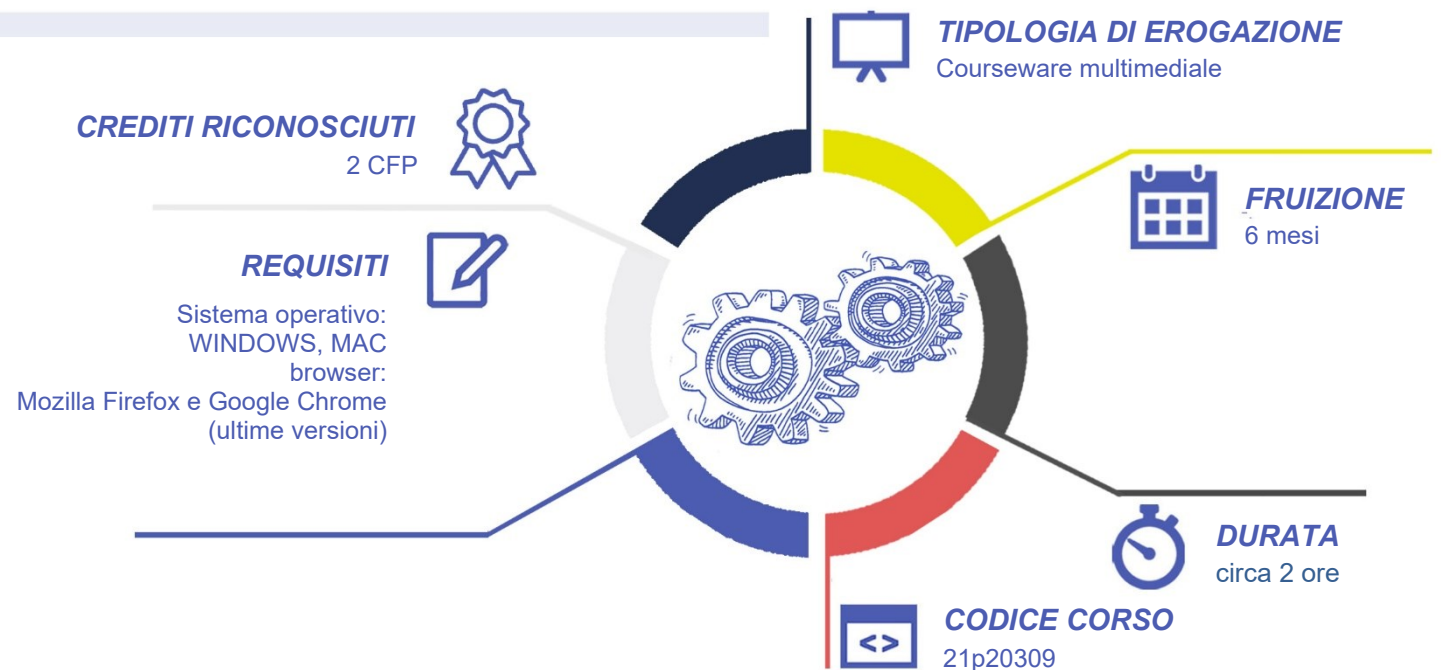 TIPOLOGIA DI EROGAZIONE
Courseware multimediale
CREDITI RICONOSCIUTI
2 CFP
FRUIZIONE
6 mesi
REQUISITI
Sistema operativo:
WINDOWS, MAC
browser:
Mozilla Firefox e Google Chrome
(ultime versioni)
DURATA
circa 2 ore
CODICE CORSO
21p20309